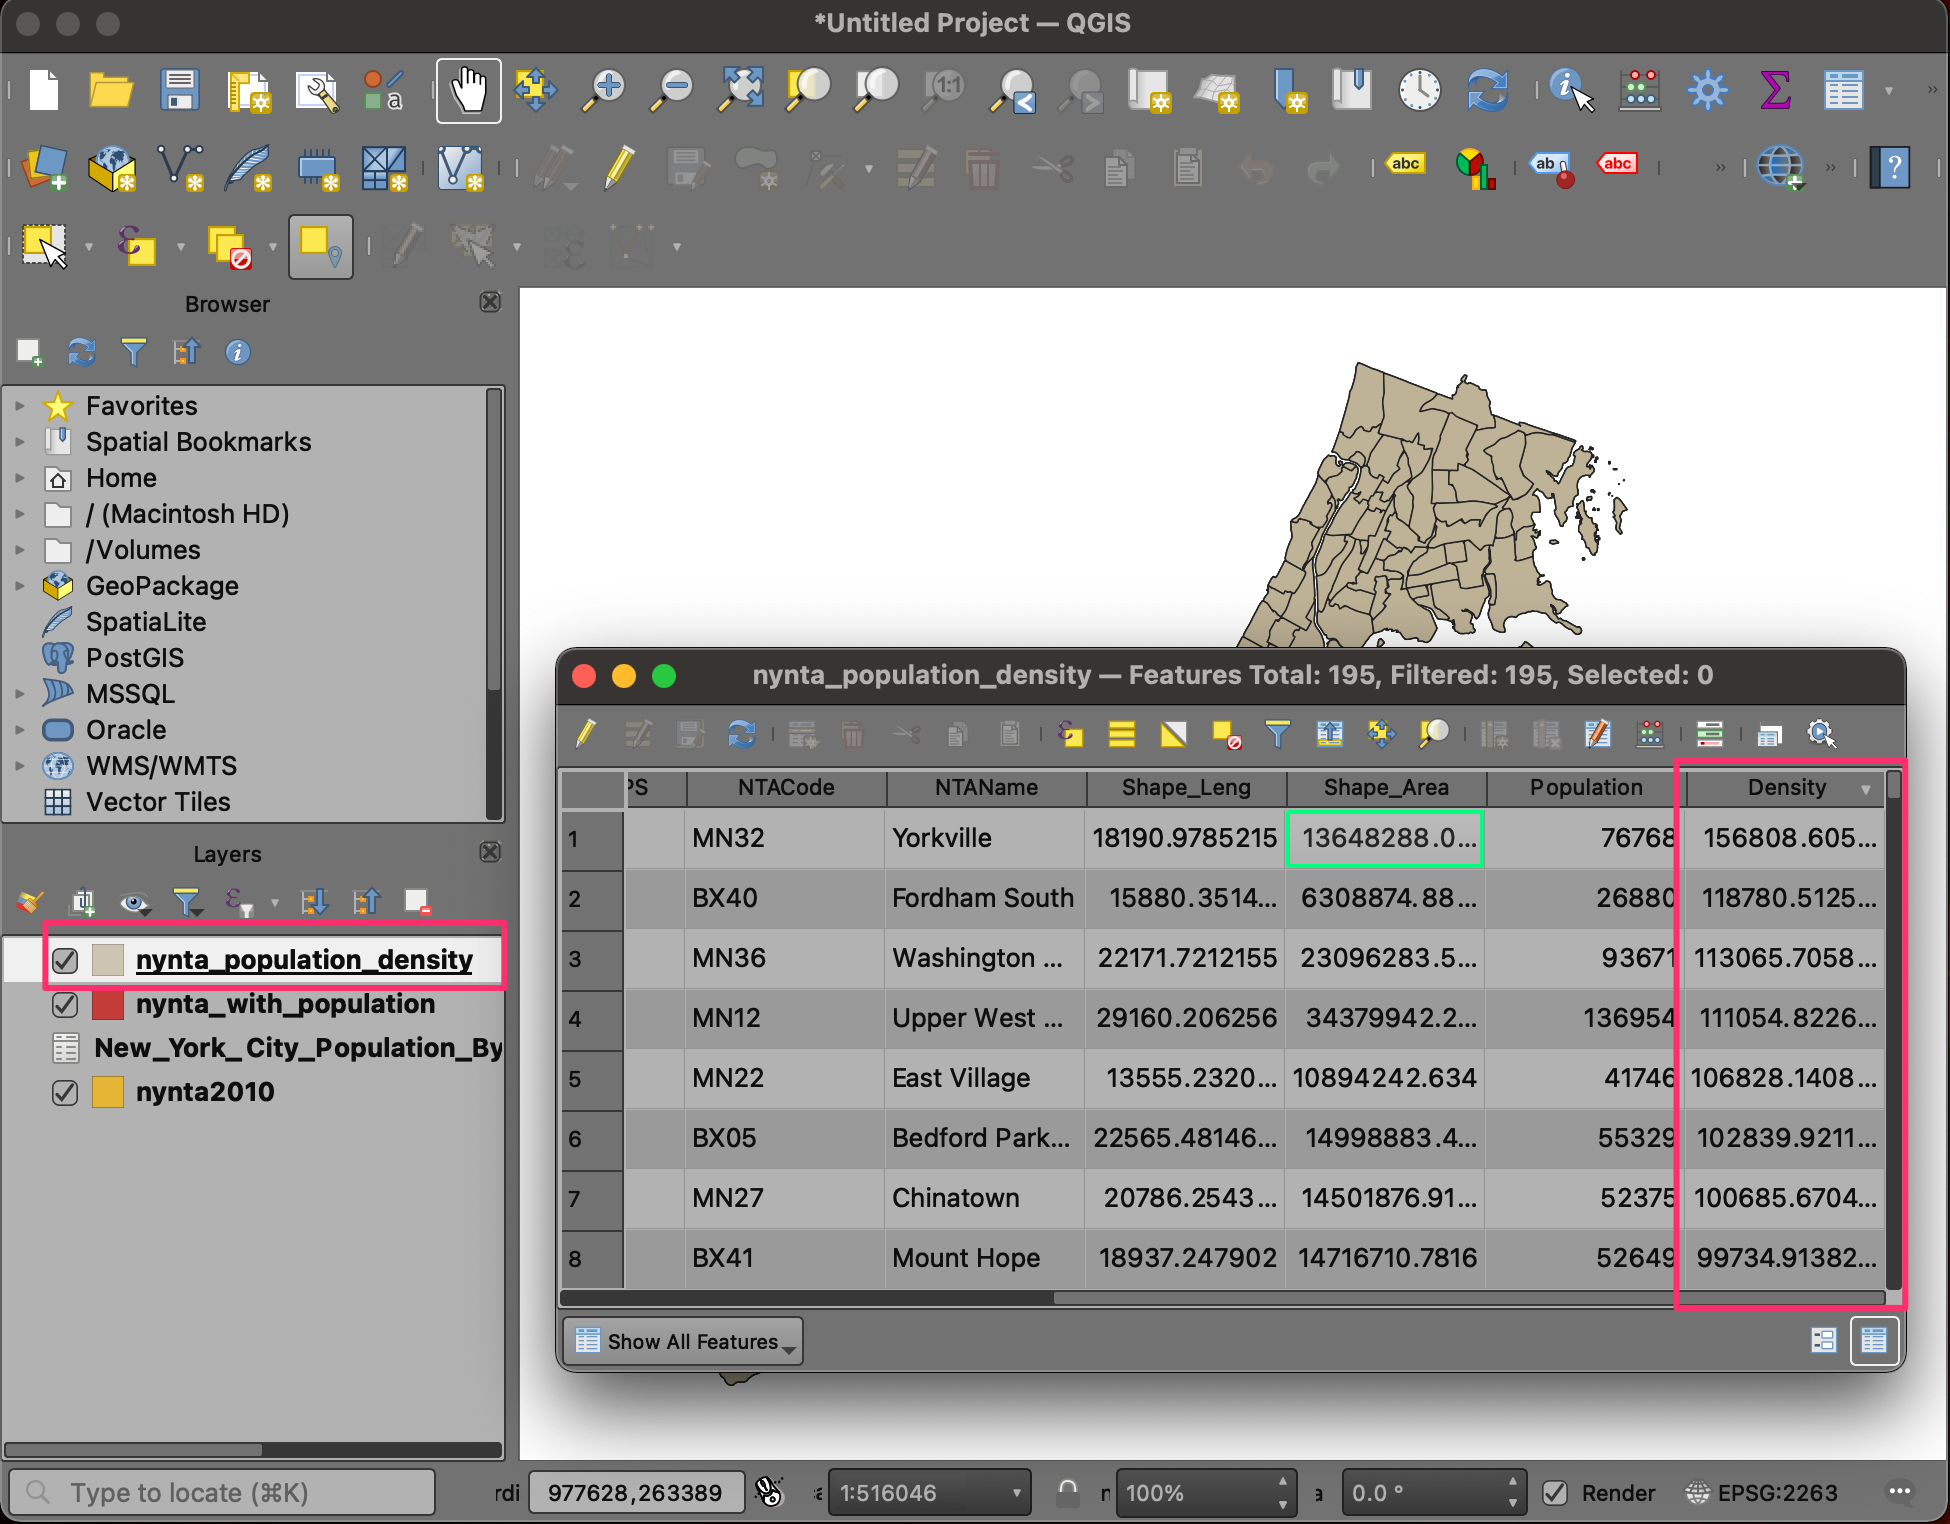 *Untitled Project — QGIS
1:1
a
abc
ab
abc
?
Browser
Favorites
Spatial Bookmarks
Home
/ (Macintosh HD)
/Volumes
GeoPackage
SpatiaLite
PostGIS
MSSQL
Oracle
WMS/WMTS
Vector Tiles
Layers
nynta_population_density
nynta_with_population
New_York_City_Population_By
nynta2010
nynta_population_density — Features Total: 195, Filtered: 195, Selected: 0
PS NTACode NTAName Shape_Leng Shape_Area Population Density
1 MN32 Yorkville 18190.9785215 13648288.0... 76768 156808.605...
2 BX40 Fordham South 15880.3514... 6308874.88... 26880 118780.5125...
3 MN36 Washington ... 22171.7212155 23096283.5... 93671 113065.7058...
4 MN12 Upper West ... 29160.206256 34379942.2... 136954 111054.8226...
5 MN22 East Village 13555.2320... 10894242.634 41746 106828.1408...
6 BX05 Bedford Park... 22565.48146... 14998883.4... 55329 102839.9211...
7 MN27 Chinatown 20786.2543... 14501876.91... 52375 100685.6704...
8 BX41 Mount Hope 18937.247902 14716710.7816 52649 99734.91382...
Show All Features
Type to locate (⌘K) rdi 977628,263389 1:516046 100% 0.0 ° Render EPSG:2263